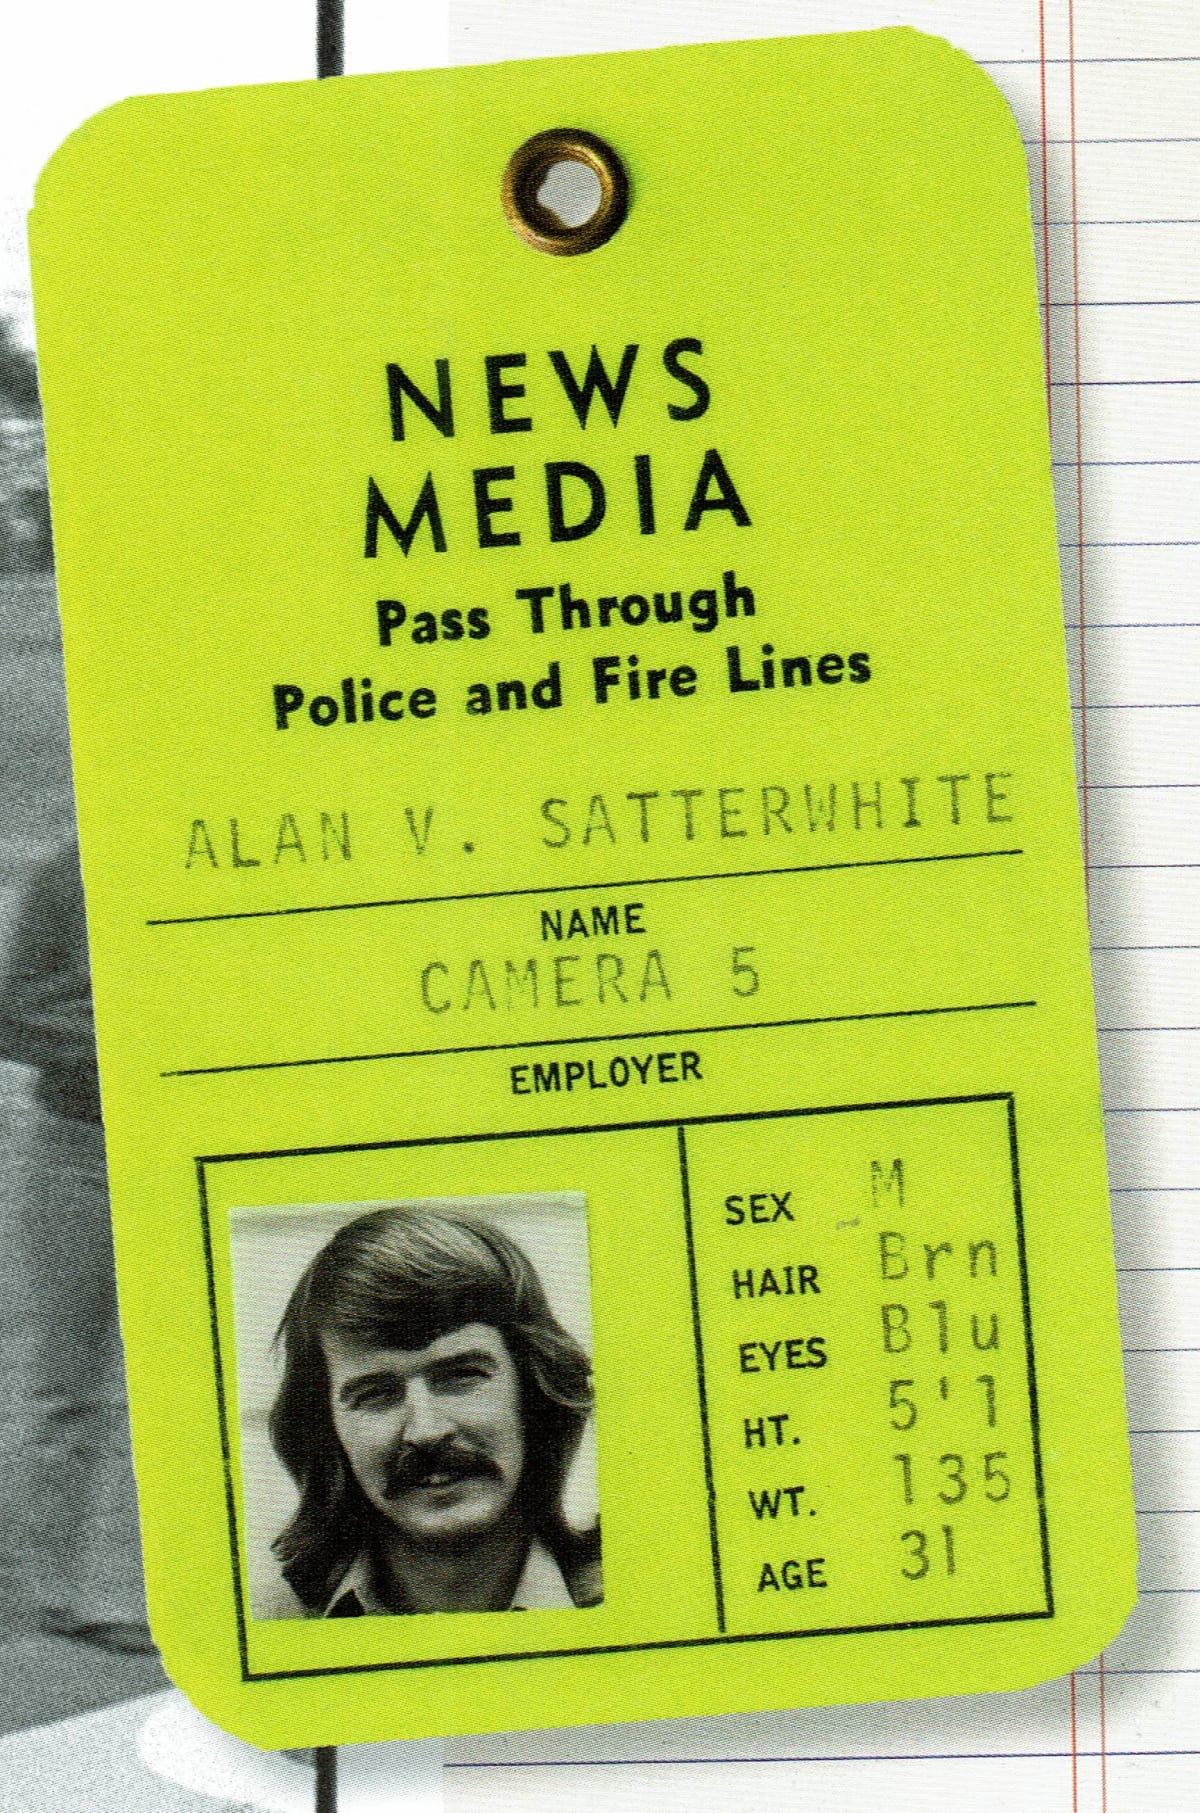 NEWS
MEDIA
Pass Through
Police and Fire Lines
ALAN V. SATTERWHITE
NAME
CAMERA 5
EMPLOYER
SEX M
HAIR Brn
EYES Blu
HT. 5'1
WT. 135
AGE 31